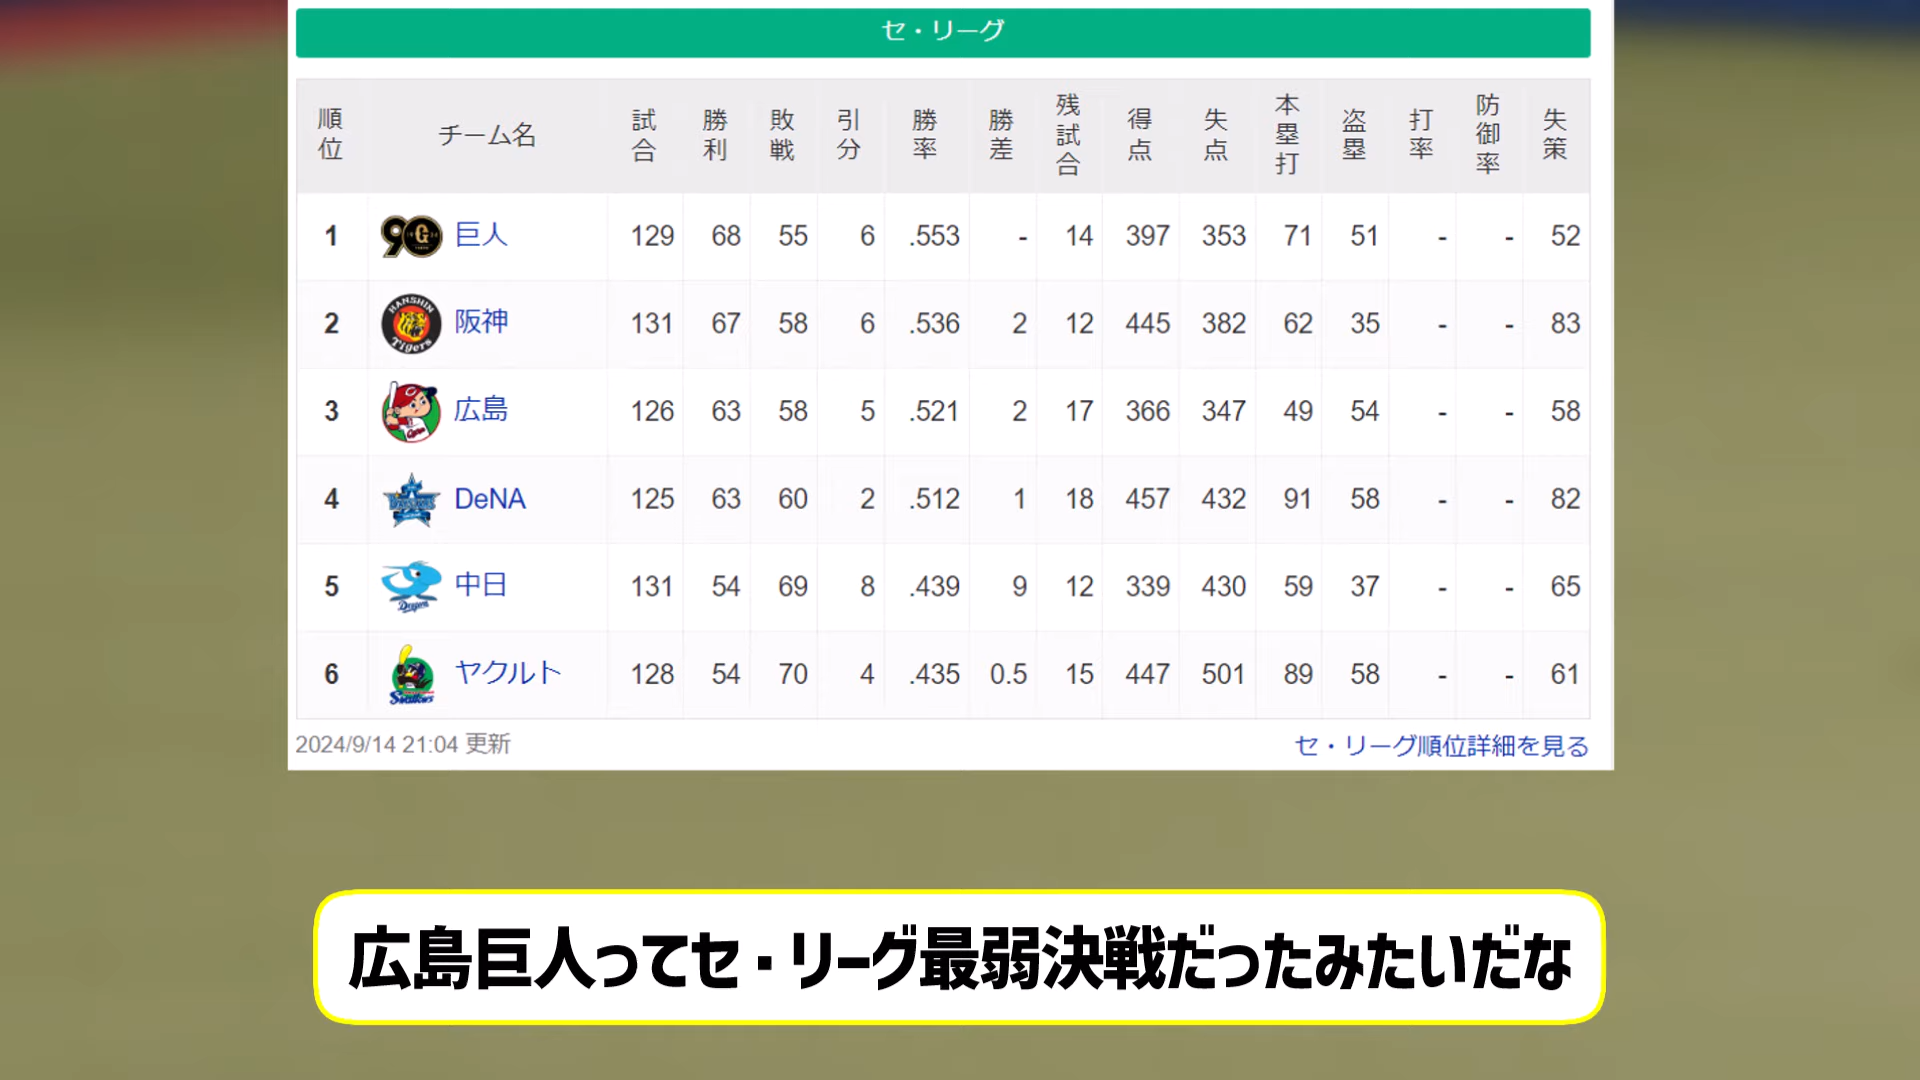 セ・リーグ
順位 チーム名 試合 勝利 敗戦 引分 勝率 勝差 残試合 得点 失点 本塁打 盗塁 打率 防御率 失策
1 巨人 129 68 55 6 .553 - 14 397 353 71 51 - - 52
2 HANSHIN Tigers 阪神 131 67 58 6 .536 2 12 445 382 62 35 - - 83
3 広島 126 63 58 5 .521 2 17 366 347 49 54 - - 58
4 DeNA 125 63 60 2 .512 1 18 457 432 91 58 - - 82
5 Dragons 中日 131 54 69 8 .439 9 12 339 430 59 37 - - 65
6 Swallows ヤクルト 128 54 70 4 .435 0.5 15 447 501 89 58 - - 61
2024/9/14 21:04 更新 セ・リーグ順位詳細を見る
広島巨人ってセ・リーグ最弱決戦だったみたいだな